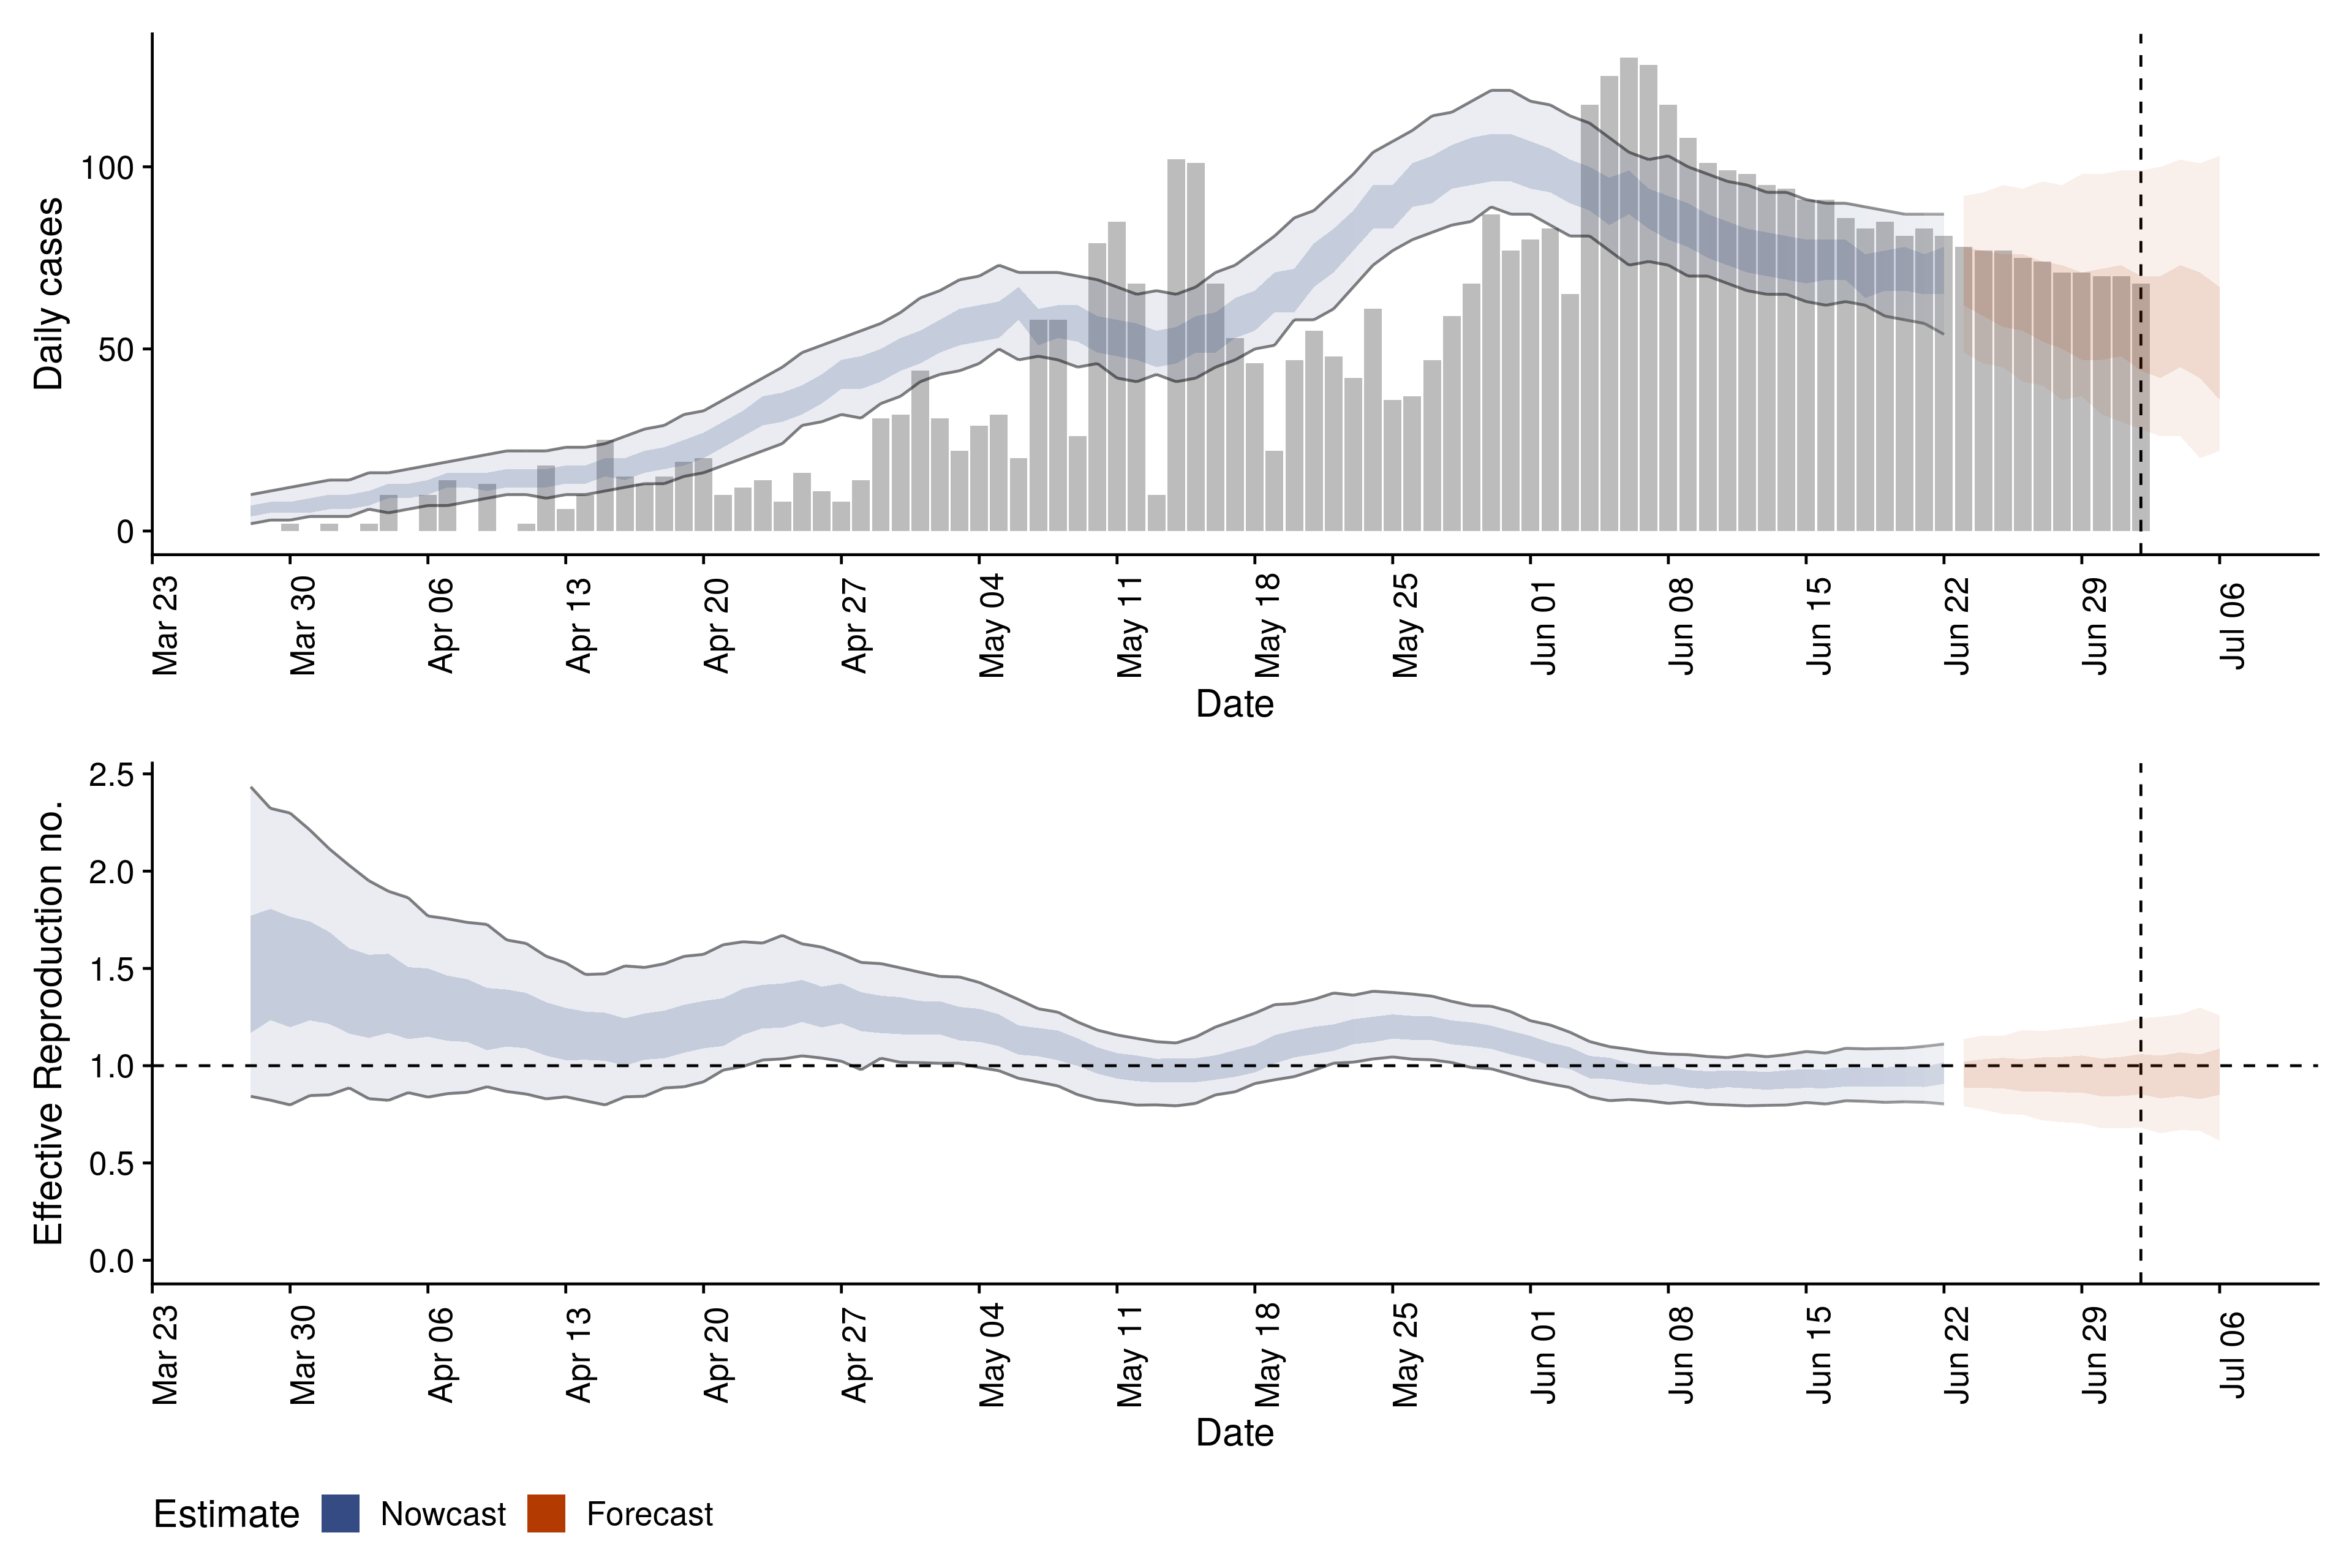 Daily cases
100
50
0
Mar 23
Mar 30
Apr 06
Apr 13
Apr 20
Apr 27
May 04
May 11
May 18
May 25
Jun 01
Jun 08
Jun 15
Jun 22
Jun 29
Jul 06
Date
Effective Reproduction no.
2.5
2.0
1.5
1.0
0.5
0.0
Mar 23
Mar 30
Apr 06
Apr 13
Apr 20
Apr 27
May 04
May 11
May 18
May 25
Jun 01
Jun 08
Jun 15
Jun 22
Jun 29
Jul 06
Date
Estimate Nowcast Forecast